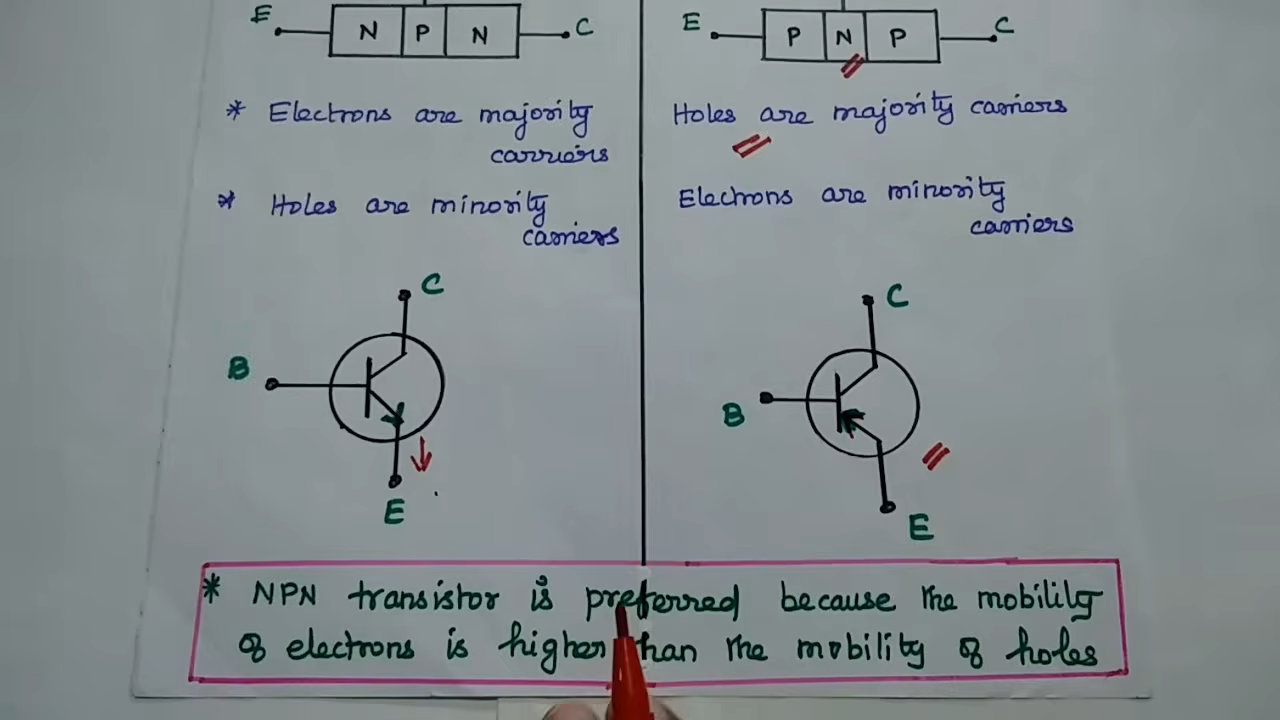 E N P N C
E P N P C
* Electrons are majority
carriers
* Holes are minority
carriers
C
B
E
Holes are majority carriers
Electrons are minority
carriers
C
B
E
* NPN transistor is preferred because the mobility
of electrons is higher than the mobility of holes